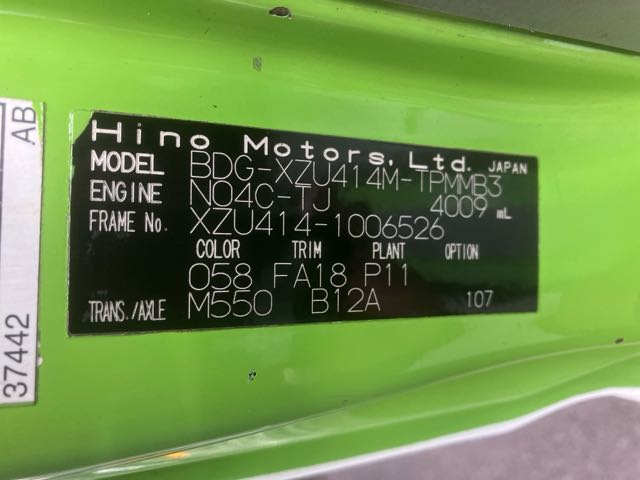 Hino Motors, Ltd. JAPAN
MODEL BDG-XZU414M-TPMMB3
ENGINE N04C-TJ 4009 mL
FRAME No. XZU414-1006526
COLOR TRIM PLANT OPTION
058 FA18 P11
TRANS./AXLE M550 B12A 107
37442 AB